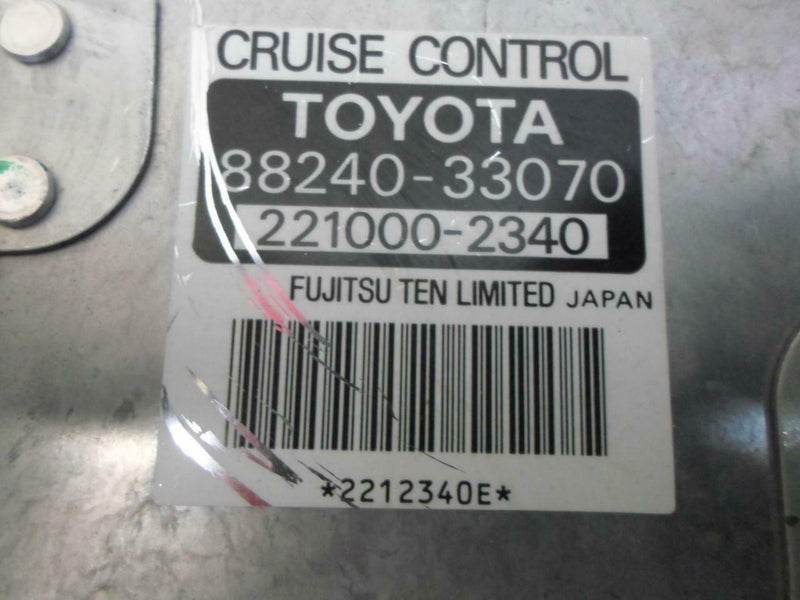 CRUISE CONTROL
TOYOTA
88240-33070
221000-2340
FUJITSU TEN LIMITED JAPAN
*2212340E*